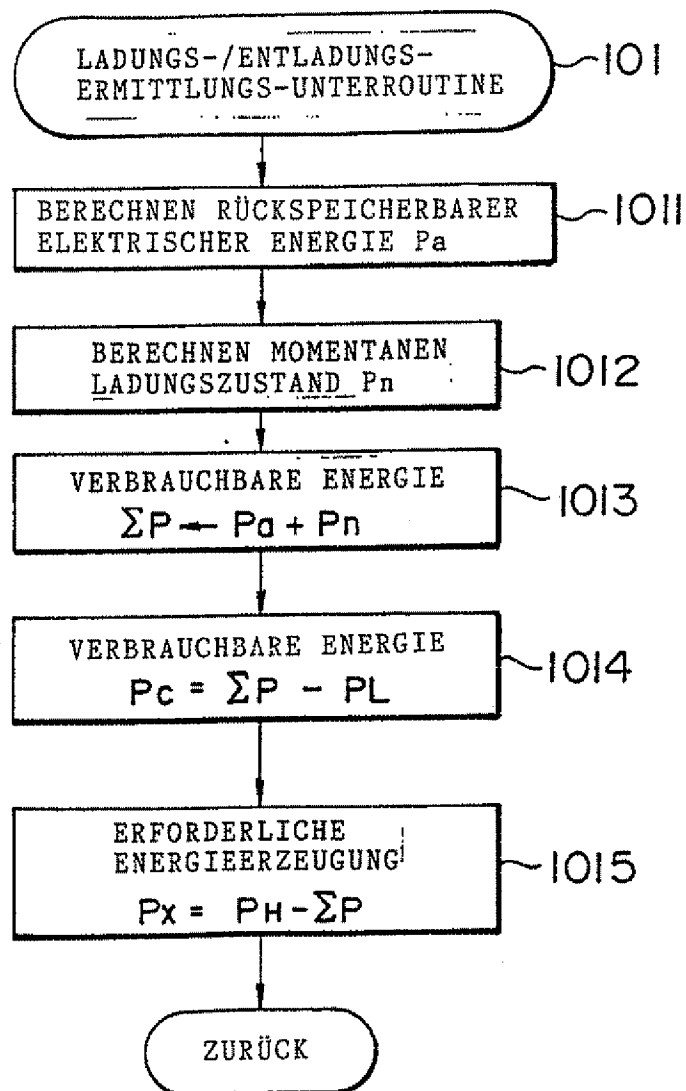 LADUNGS-/ENTLADUNGS-
ERMITTLUNGS-UNTERROUTINE
101
BERECHNEN RÜCKSPEICHERBARER
ELEKTRISCHER ENERGIE Pa
1011
BERECHNEN MOMENTANEN
LADUNGSZUSTAND Pn
1012
VERBRAUCHBARE ENERGIE
ΣP ← Pa + Pn
1013
VERBRAUCHBARE ENERGIE
Pc = ΣP - PL
1014
ERFORDERLICHE
ENERGIEERZEUGUNG
Px = PH - ΣP
1015
ZURÜCK